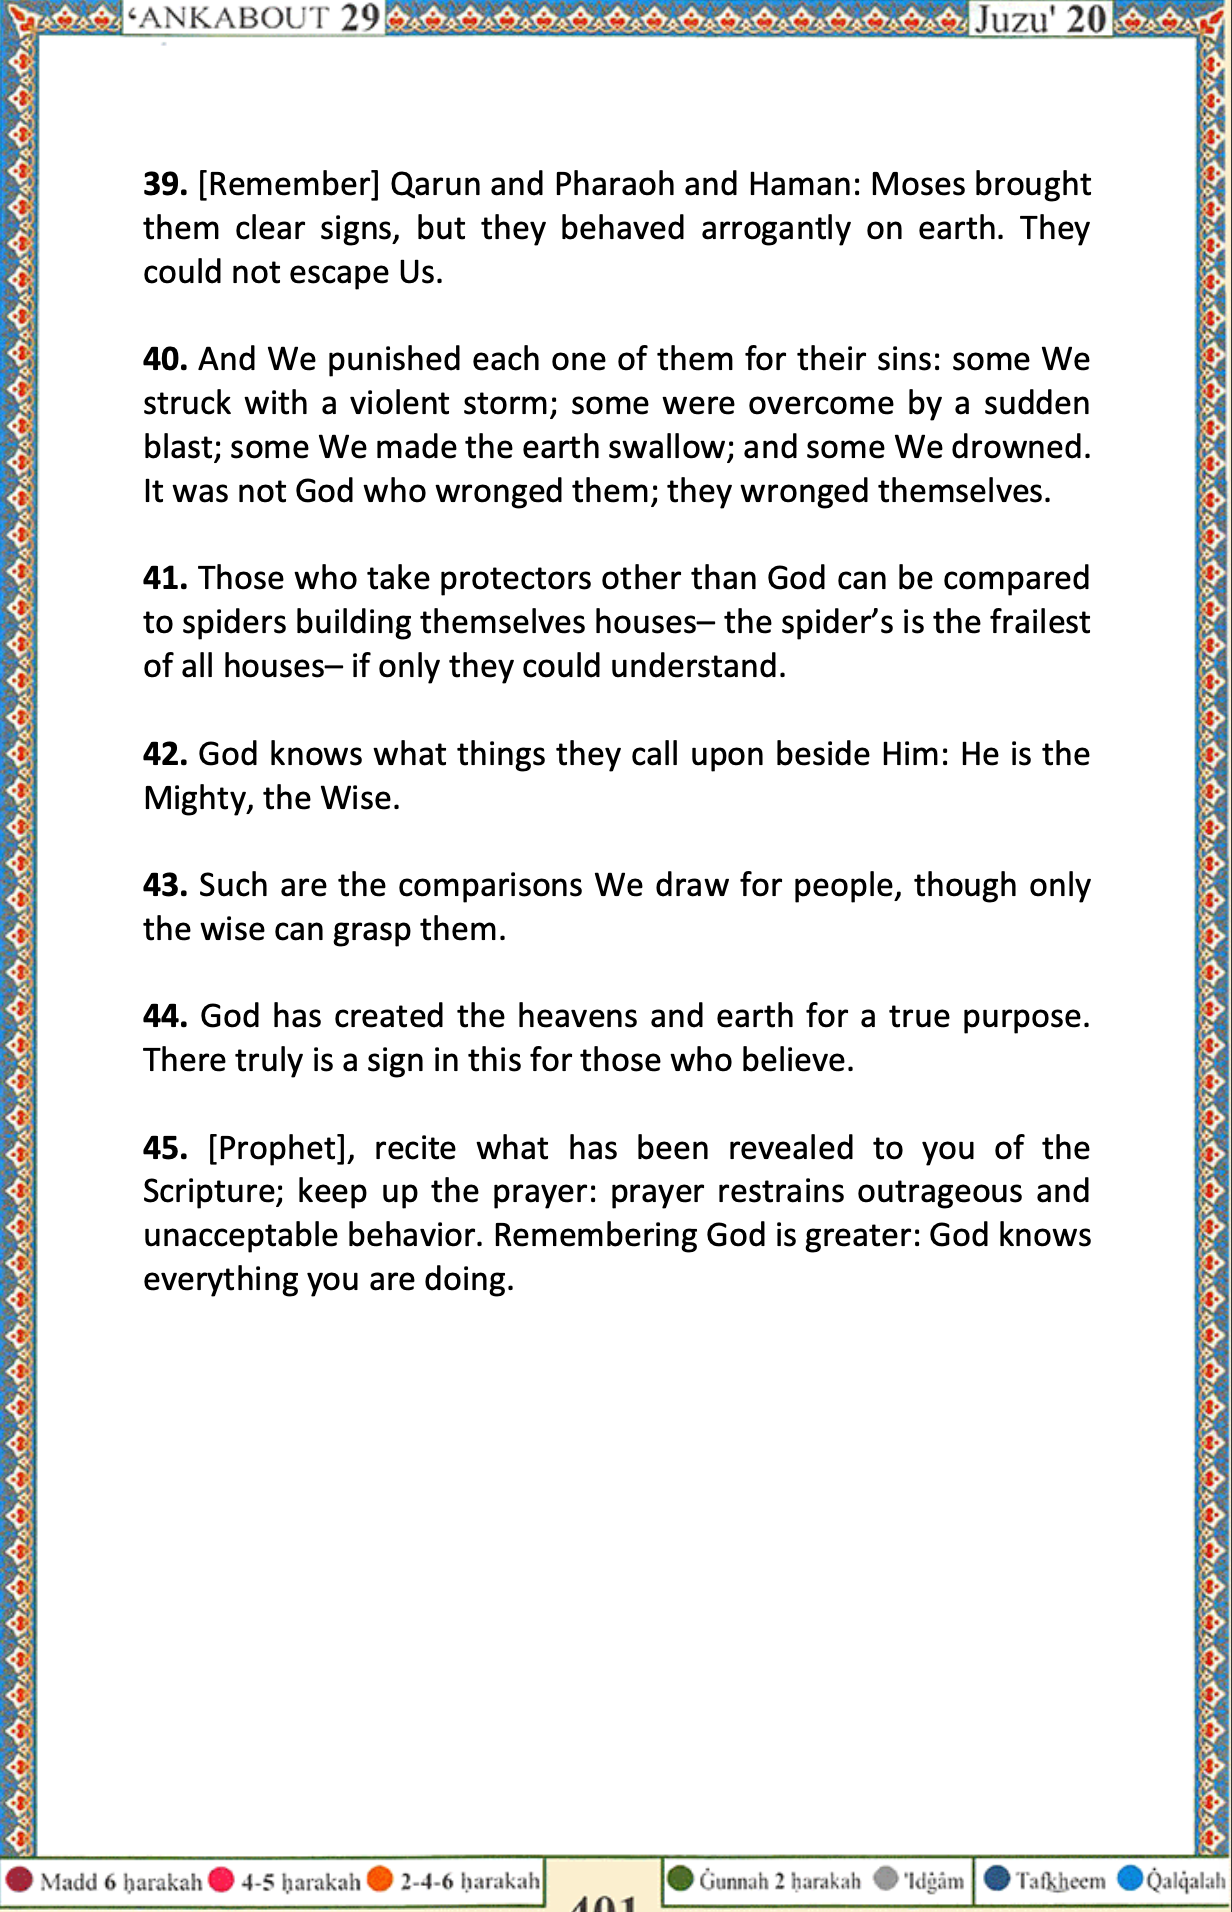 ‘ANKABOUT 29
Juzu' 20
39. [Remember] Qarun and Pharaoh and Haman: Moses brought
them clear signs, but they behaved arrogantly on earth. They
could not escape Us.
40. And We punished each one of them for their sins: some We
struck with a violent storm; some were overcome by a sudden
blast; some We made the earth swallow; and some We drowned.
It was not God who wronged them; they wronged themselves.
41. Those who take protectors other than God can be compared
to spiders building themselves houses– the spider’s is the frailest
of all houses– if only they could understand.
42. God knows what things they call upon beside Him: He is the
Mighty, the Wise.
43. Such are the comparisons We draw for people, though only
the wise can grasp them.
44. God has created the heavens and earth for a true purpose.
There truly is a sign in this for those who believe.
45. [Prophet], recite what has been revealed to you of the
Scripture; keep up the prayer: prayer restrains outrageous and
unacceptable behavior. Remembering God is greater: God knows
everything you are doing.
Madd 6 ḥarakah 4-5 ḥarakah 2-4-6 ḥarakah
401
Ġunnah 2 ḥarakah 'Idġâm Tafkheem Q̇alq̇alah